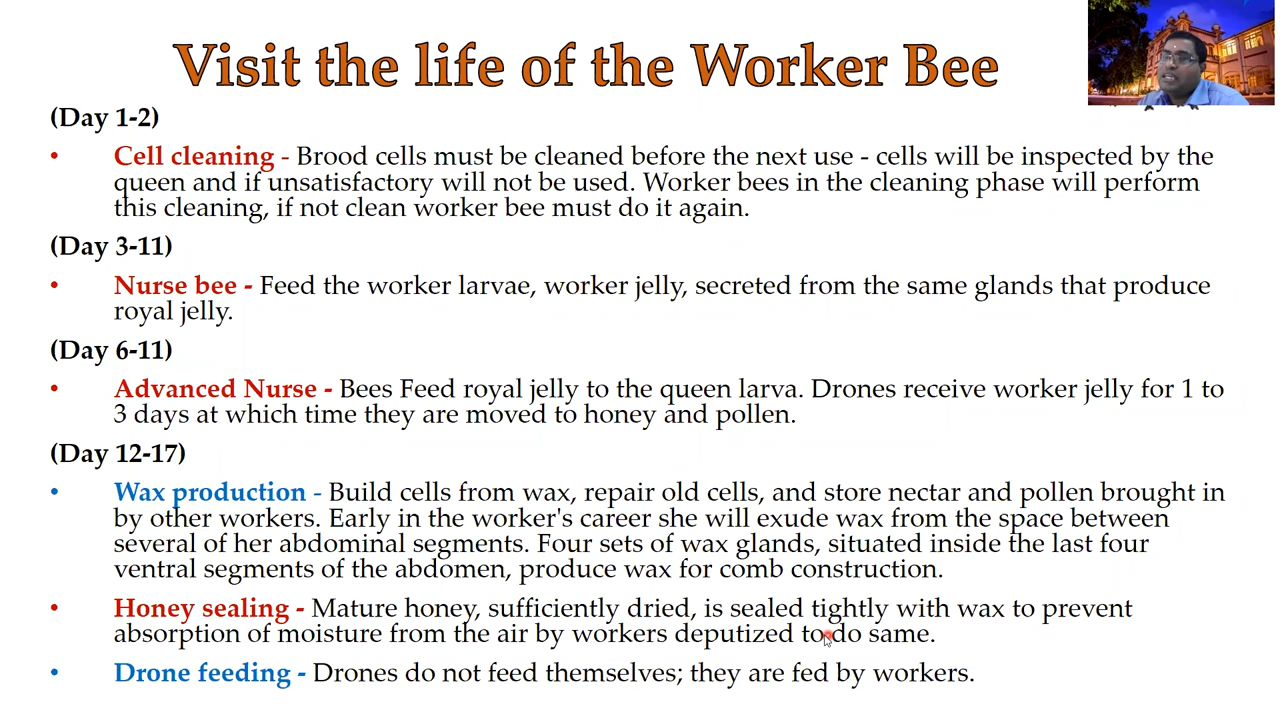 Visit the life of the Worker Bee
(Day 1-2)
• Cell cleaning - Brood cells must be cleaned before the next use - cells will be inspected by the
queen and if unsatisfactory will not be used. Worker bees in the cleaning phase will perform
this cleaning, if not clean worker bee must do it again.
(Day 3-11)
• Nurse bee - Feed the worker larvae, worker jelly, secreted from the same glands that produce
royal jelly.
(Day 6-11)
• Advanced Nurse - Bees Feed royal jelly to the queen larva. Drones receive worker jelly for 1 to
3 days at which time they are moved to honey and pollen.
(Day 12-17)
• Wax production - Build cells from wax, repair old cells, and store nectar and pollen brought in
by other workers. Early in the worker's career she will exude wax from the space between
several of her abdominal segments. Four sets of wax glands, situated inside the last four
ventral segments of the abdomen, produce wax for comb construction.
• Honey sealing - Mature honey, sufficiently dried, is sealed tightly with wax to prevent
absorption of moisture from the air by workers deputized to do same.
• Drone feeding - Drones do not feed themselves; they are fed by workers.